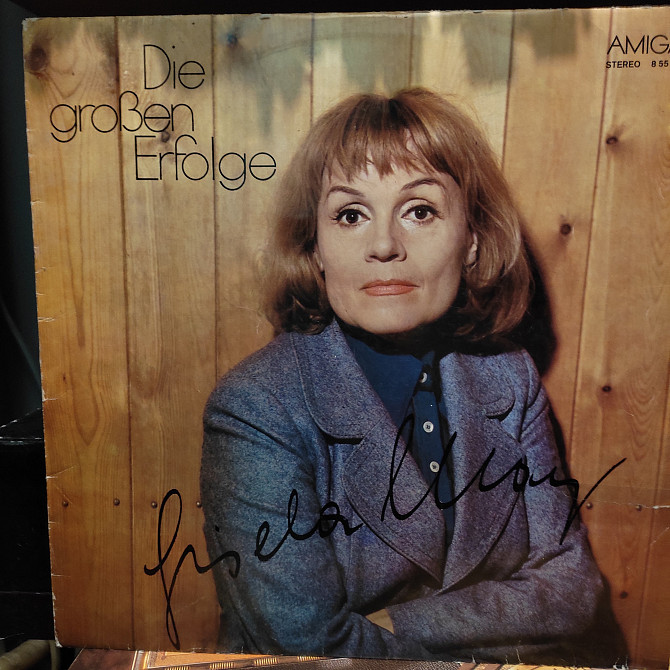 Die
großen
Erfolge
AMIGA
STEREO 8 55
Gisela May